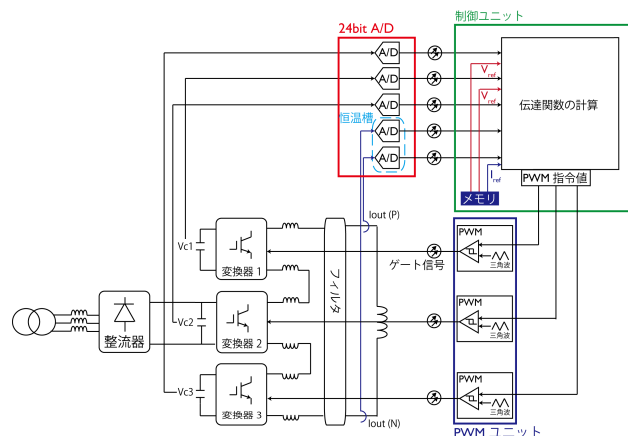 制御ユニット
24bit A/D
A/D
A/D
A/D
恒温槽
A/D
A/D
Vref
Vref
Iref
伝達関数の計算
PWM 指令値
メモリ
Iout (P)
Vc1
変換器 1
ゲート信号
PWM
三角波
フィルタ
整流器
Vc2
変換器 2
PWM
三角波
Vc3
変換器 3
PWM
三角波
Iout (N)
PWM ユニット